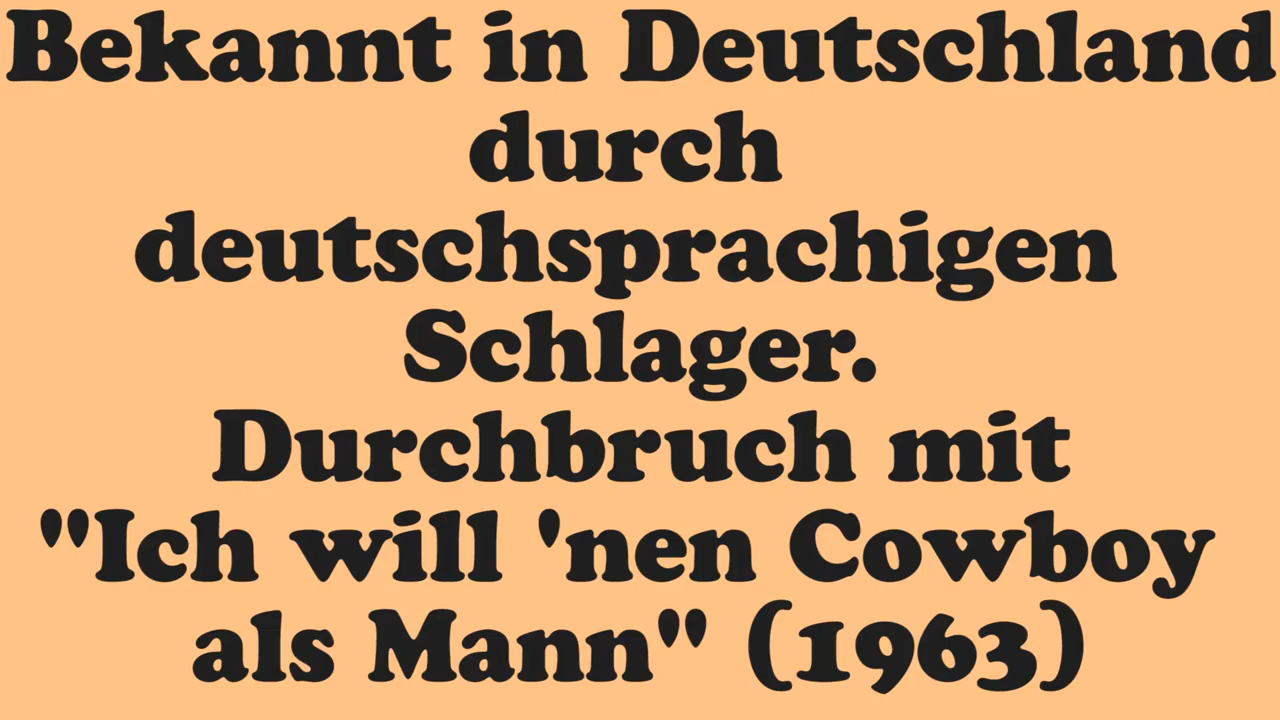 Bekannt in Deutschland
durch
deutschsprachigen
Schlager.
Durchbruch mit
"Ich will 'nen Cowboy
als Mann" (1963)